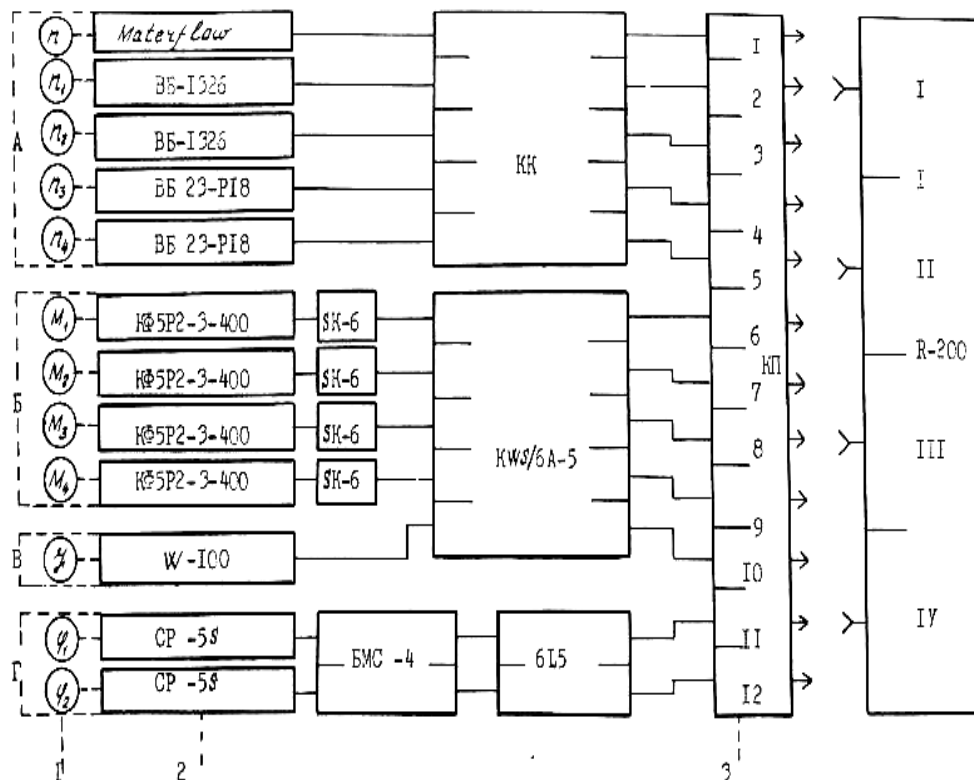 n Materflow
n₁ ВБ-I326
n₂ ВБ-I326
A
n₃ ВБ 23-PI8
n₄ ВБ 23-PI8
КК
M₁ КФ5Р2-3-400 SK-6
M₂ КФ5Р2-3-400 SK-6
Б
M₃ КФ5Р2-3-400 SK-6
M₄ КФ5Р2-3-400 SK-6
KWS/6A-5
В
W-I00
Г
φ₁ СР -5S
φ₂ СР -5S
БМС -4
6L5
I
2
3
4
5
6
КП
7
8
9
I0
II
I2
I
I
II
R-200
III
IУ
I
2
3